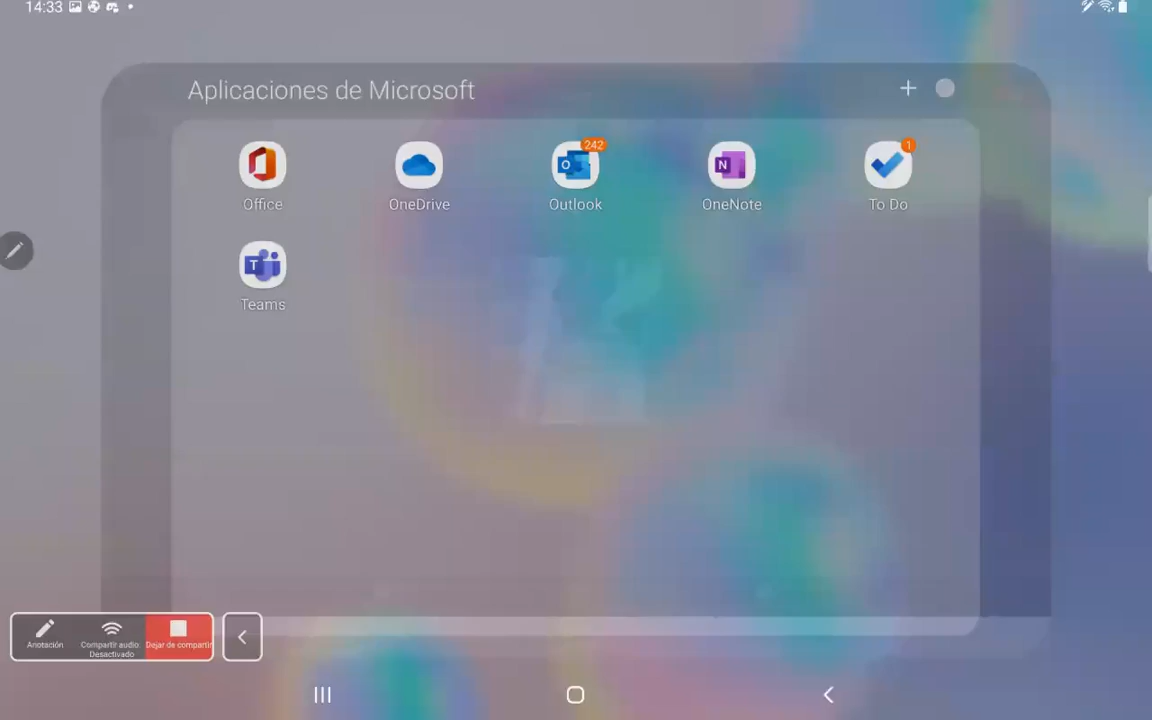 14:33
Aplicaciones de Microsoft
242
1
Office
OneDrive
Outlook
OneNote
To Do
Teams
Anotación
Compartir audio
Desactivado
Dejar de compartir